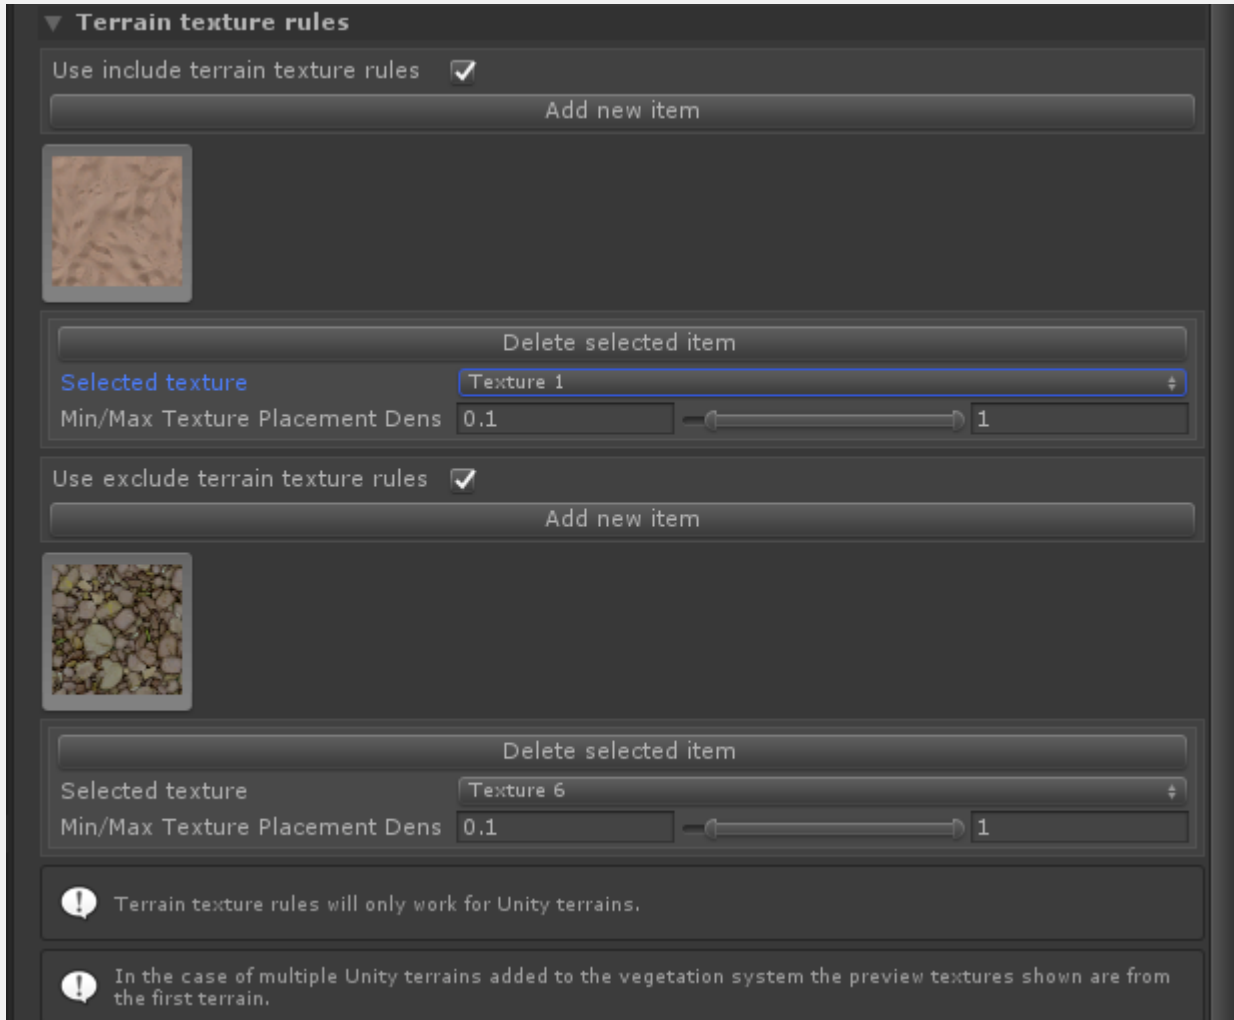 Terrain texture rules
Use include terrain texture rules
Add new item
Delete selected item
Selected texture Texture 1
Min/Max Texture Placement Dens 0.1 1
Use exclude terrain texture rules
Add new item
Delete selected item
Selected texture Texture 6
Min/Max Texture Placement Dens 0.1 1
Terrain texture rules will only work for Unity terrains.
In the case of multiple Unity terrains added to the vegetation system the preview textures shown are from
the first terrain.